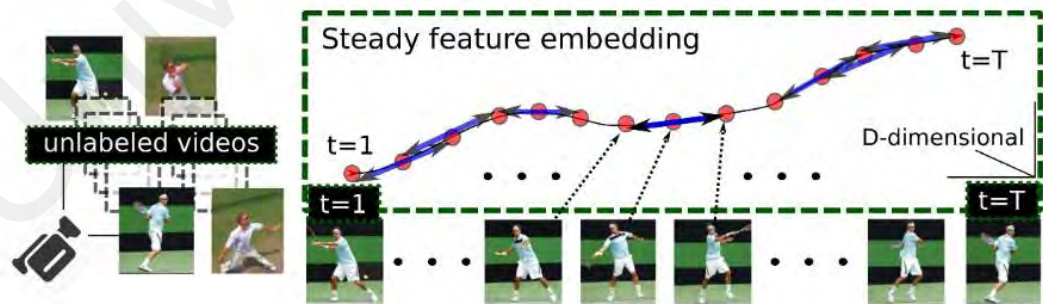 unlabeled videos
Steady feature embedding
t=1
t=T
D-dimensional
t=1
t=T